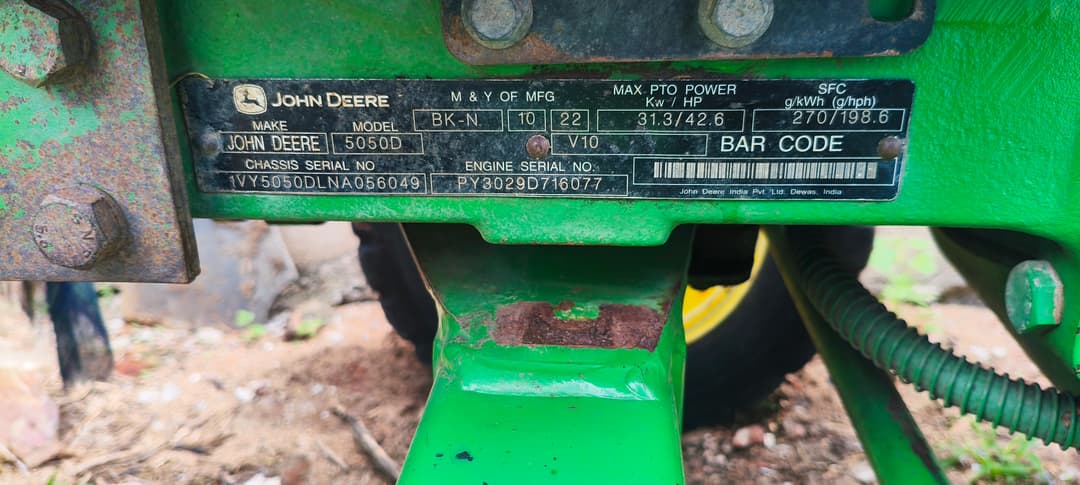 JOHN DEERE
M & Y OF MFG
MAX PTO POWER
Kw / HP
SFC
g/kWh (g/hph)
BK-N 10 22
31.3/42.6
270/198.6
MAKE MODEL
JOHN DEERE 5050D
V10
BAR CODE
CHASSIS SERIAL NO
ENGINE SERIAL NO.
1VY5050DLNA056049
PY3029D716077
John Deere India Pvt. Ltd. Dewas, India